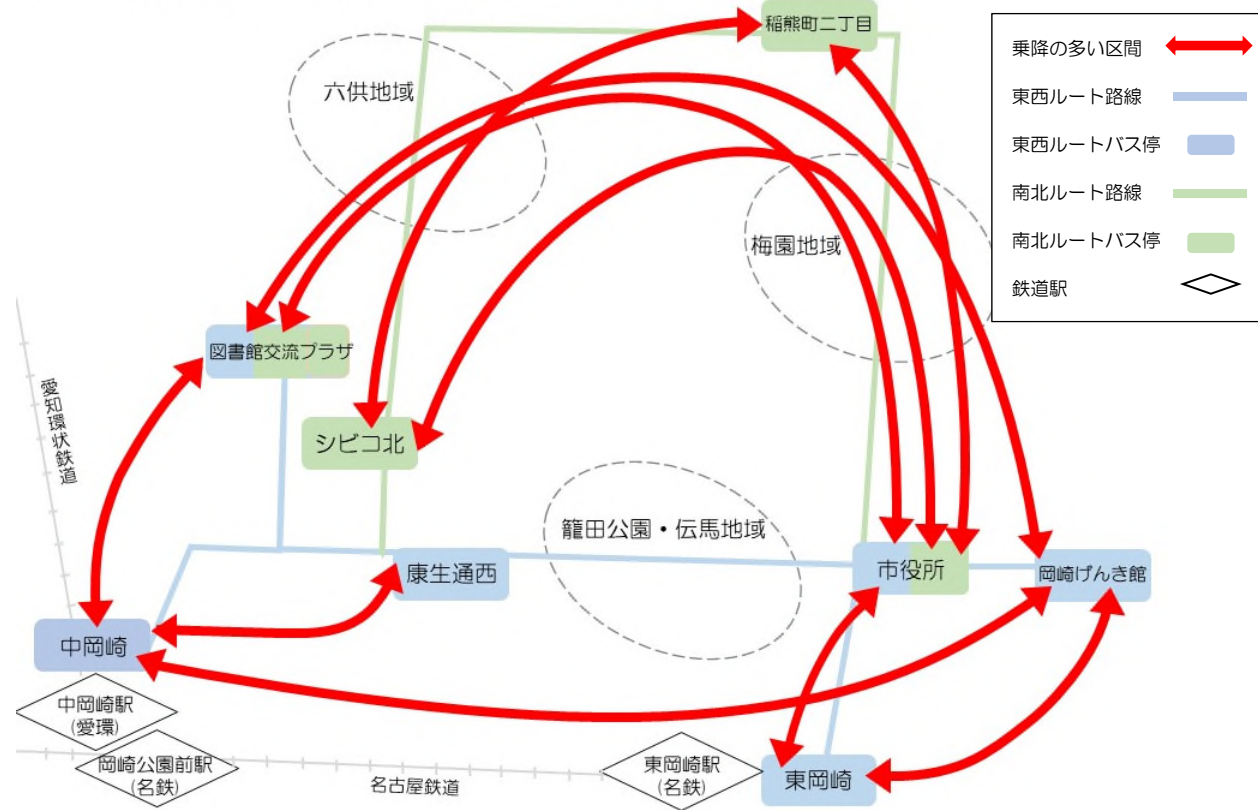 稲熊町二丁目
乗降の多い区間
東西ルート路線
東西ルートバス停
南北ルート路線
南北ルートバス停
鉄道駅
六供地域
梅園地域
図書館交流プラザ
愛知環状鉄道
シビコ北
籠田公園・伝馬地域
康生通西
市役所
岡崎げんき館
中岡崎
中岡崎駅
(愛環)
岡崎公園前駅
(名鉄)
名古屋鉄道
東岡崎駅
(名鉄)
東岡崎